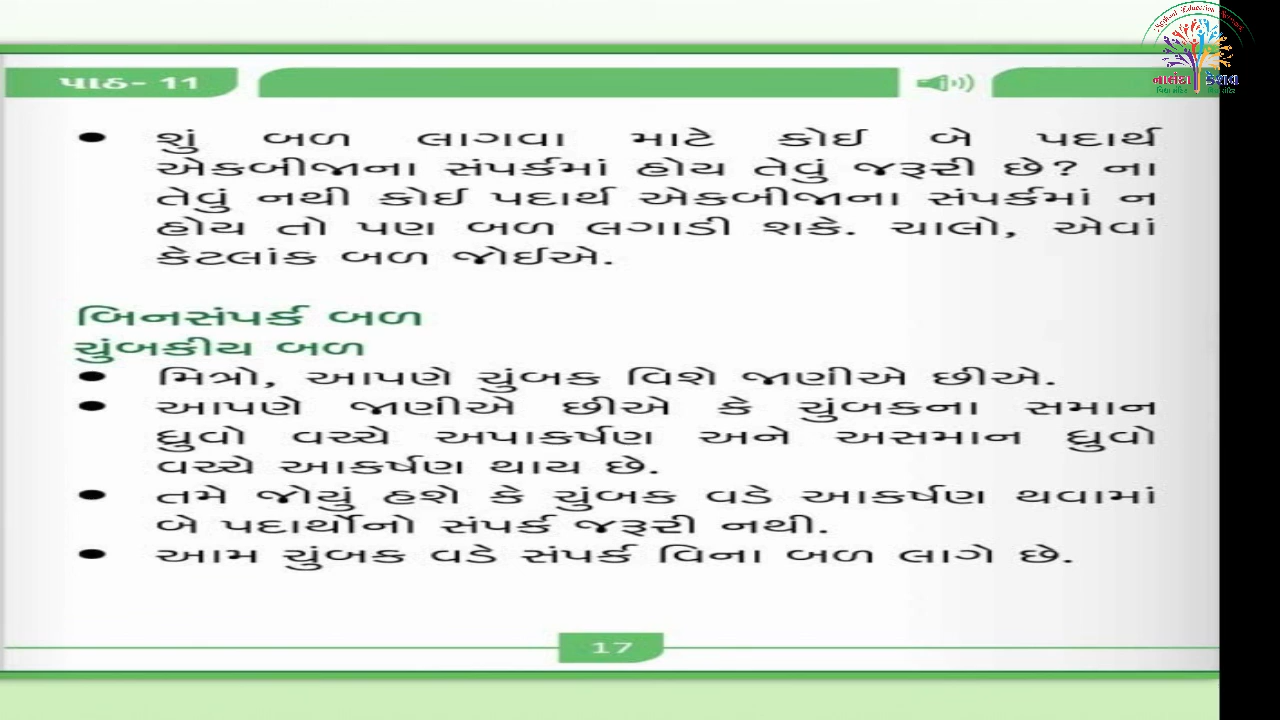 પાઠ- 11
• શું બળ લાગવા માટે કોઈ બે પદાર્થ
એકબીજાના સંપર્કમાં હોય તેવું જરૂરી છે? ના
તેવું નથી કોઈ પદાર્થ એકબીજાના સંપર્કમાં ન
હોય તો પણ બળ લગાડી શકે. ચાલો, એવાં
કેટલાંક બળ જોઈએ.
બિનસંપર્ક બળ
ચુંબકીય બળ
• મિત્રો, આપણે ચુંબક વિશે જાણીએ છીએ.
• આપણે જાણીએ છીએ કે ચુંબકના સમાન
ધ્રુવો વચ્ચે અપાકર્ષણ અને અસમાન ધ્રુવો
વચ્ચે આકર્ષણ થાય છે.
• તમે જોયું હશે કે ચુંબક વડે આકર્ષણ થવામાં
બે પદાર્થોનો સંપર્ક જરૂરી નથી.
• આમ ચુંબક વડે સંપર્ક વિના બળ લાગે છે.
17